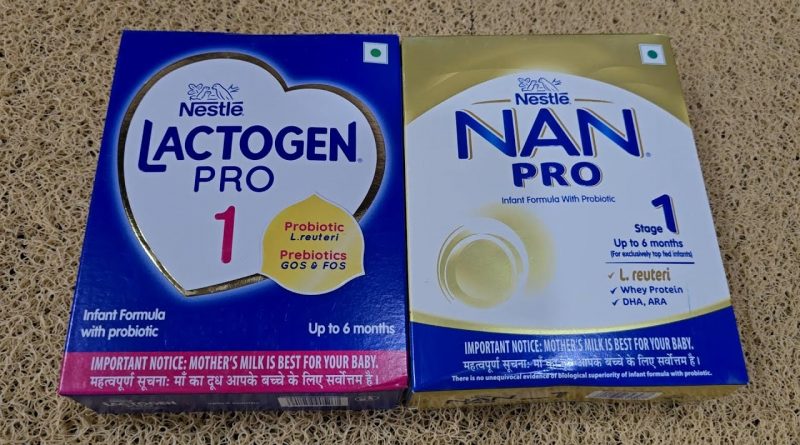 Nestlé
LACTOGEN®
PRO
1
Probiotic
L.reuteri
Prebiotics
GOS & FOS
Infant Formula
with probiotic
Up to 6 months
IMPORTANT NOTICE: MOTHER'S MILK IS BEST FOR YOUR BABY.
महत्वपूर्ण सूचना: माँ का दूध आपके बच्चे के लिए सर्वोत्तम है।
Nestlé
NAN®
PRO
Infant Formula With Probiotic
Stage 1
Up to 6 months
(For exclusively top fed infants)
✓ L. reuteri
✓ Whey Protein
✓ DHA, ARA
IMPORTANT NOTICE: MOTHER'S MILK IS BEST FOR YOUR BABY.
महत्वपूर्ण सूचना: माँ का दूध आपके बच्चे के लिए सर्वोत्तम है।
There is no unequivocal evidence of biological superiority of infant formula with probiotic.